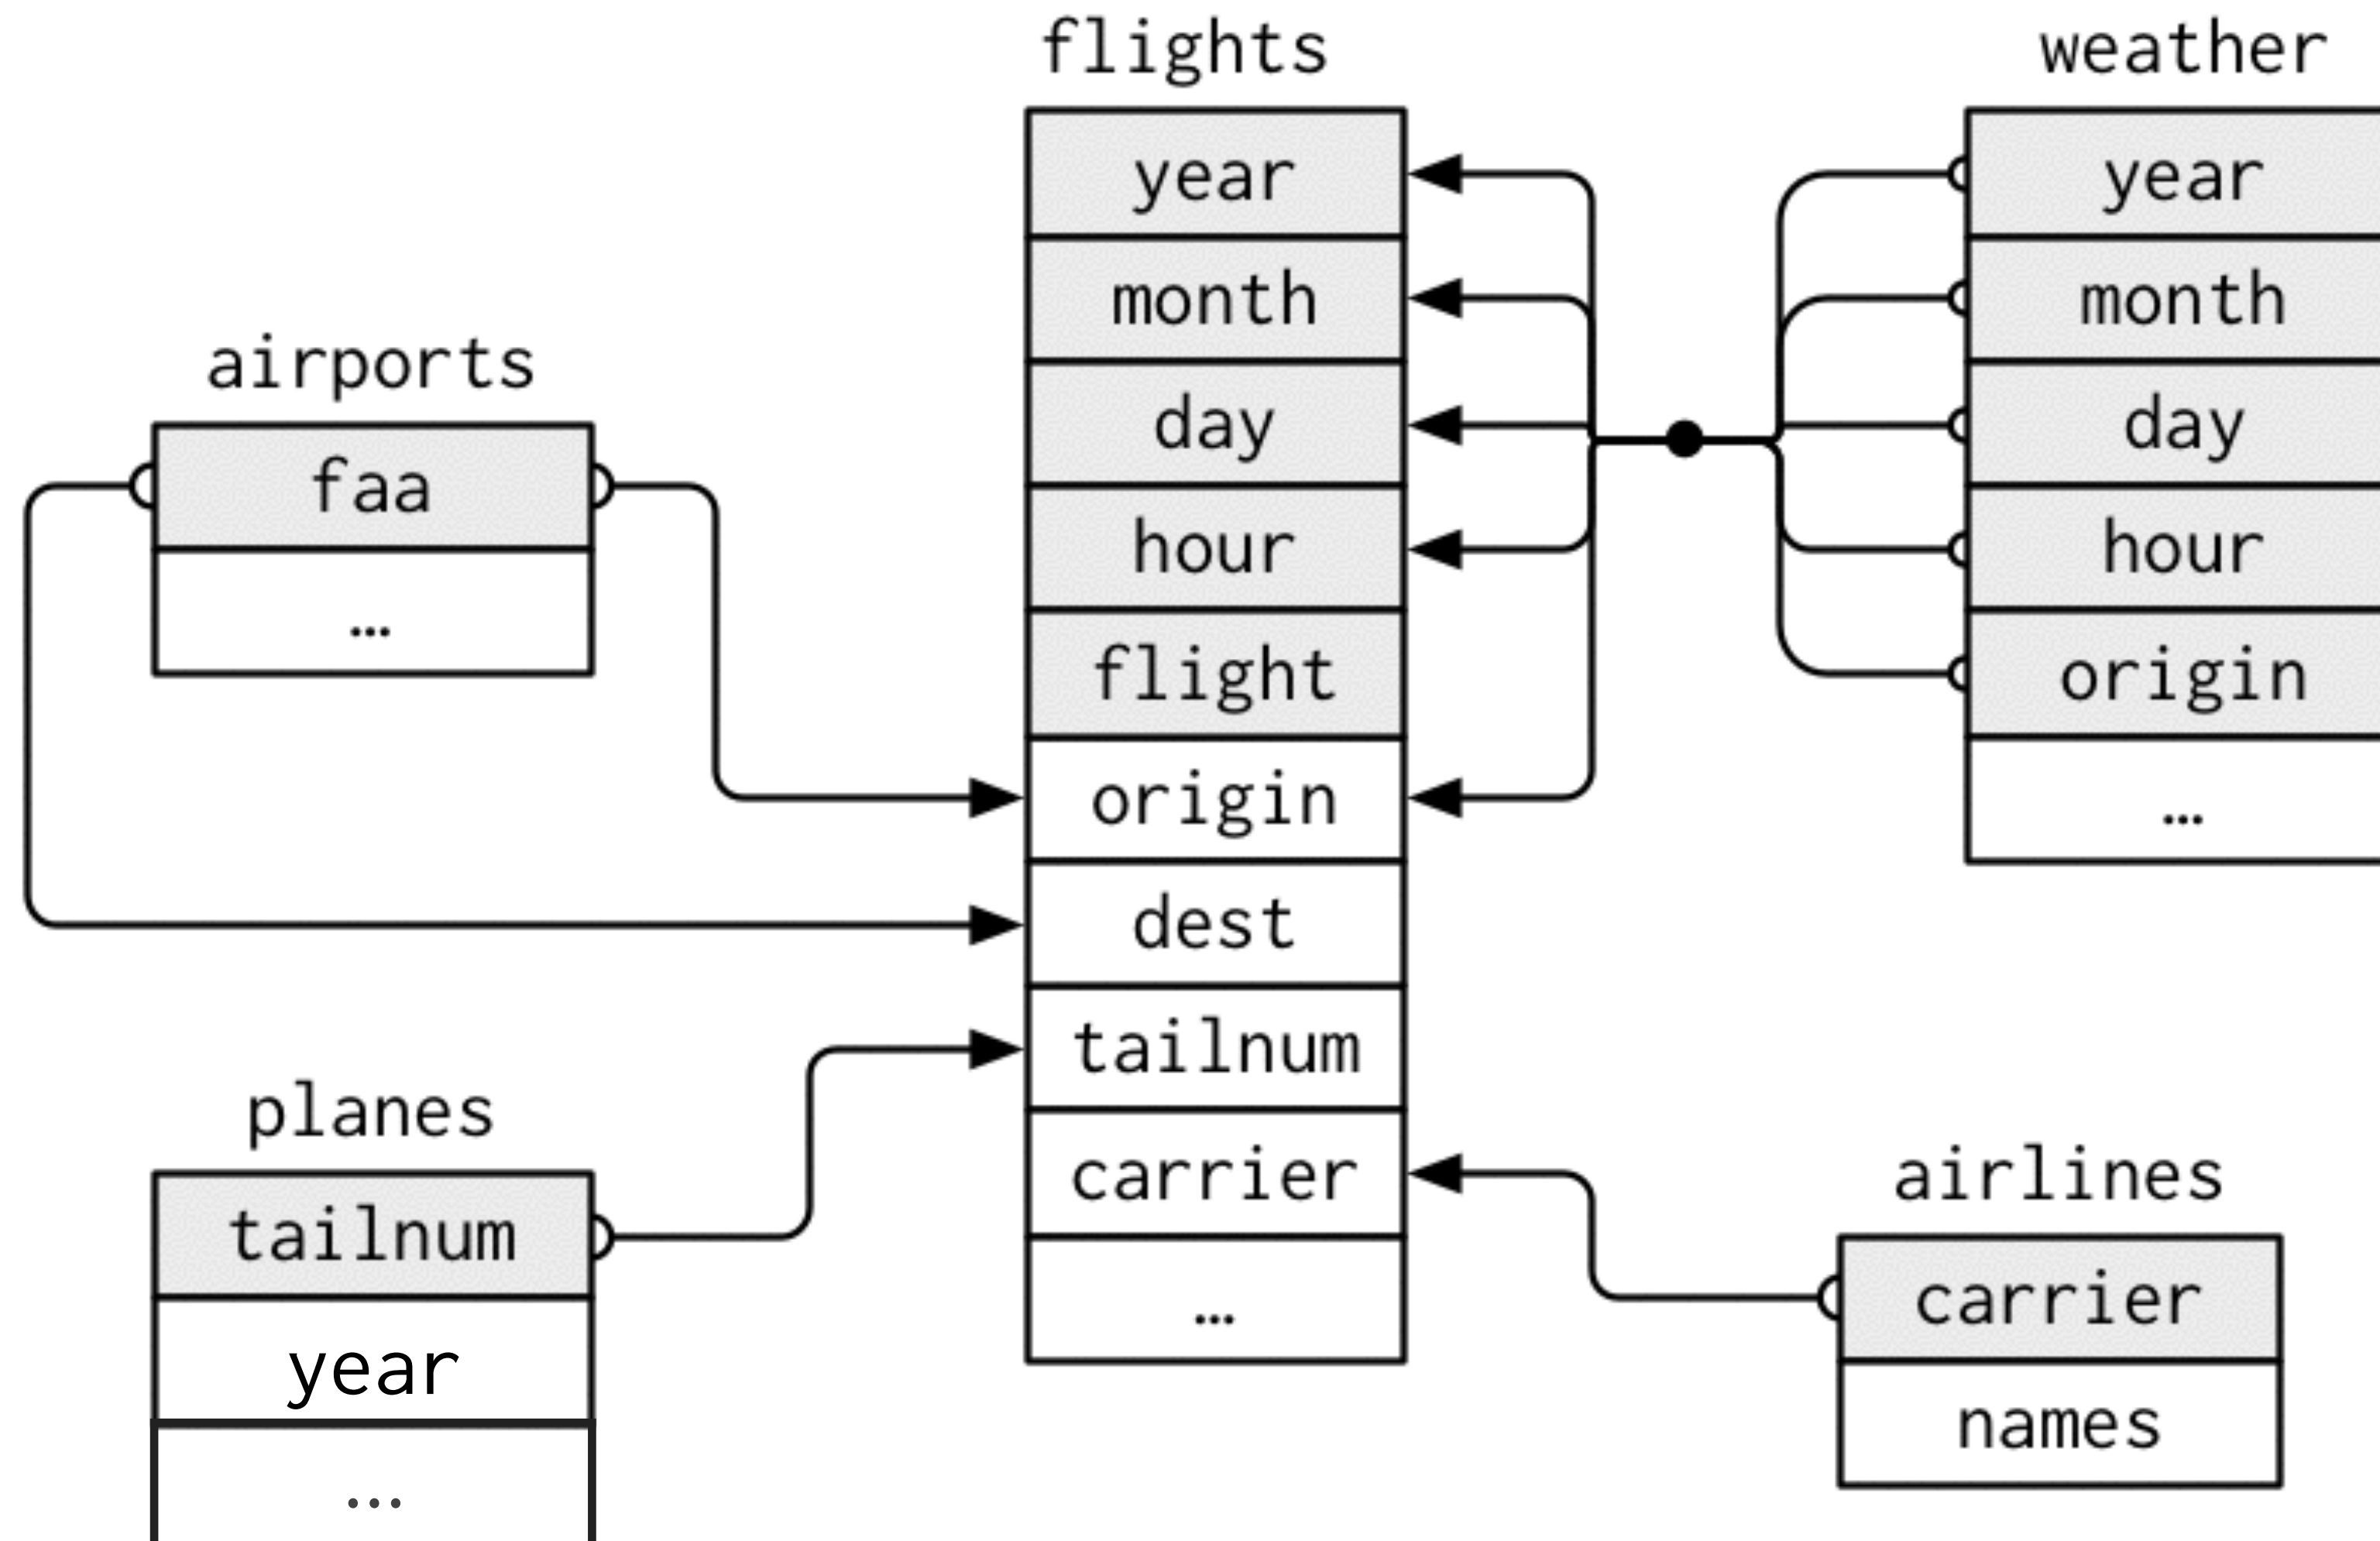 flights
year
month
day
hour
flight
origin
dest
tailnum
carrier
...
weather
year
month
day
hour
origin
...
airports
faa
...
planes
tailnum
year
...
airlines
carrier
names